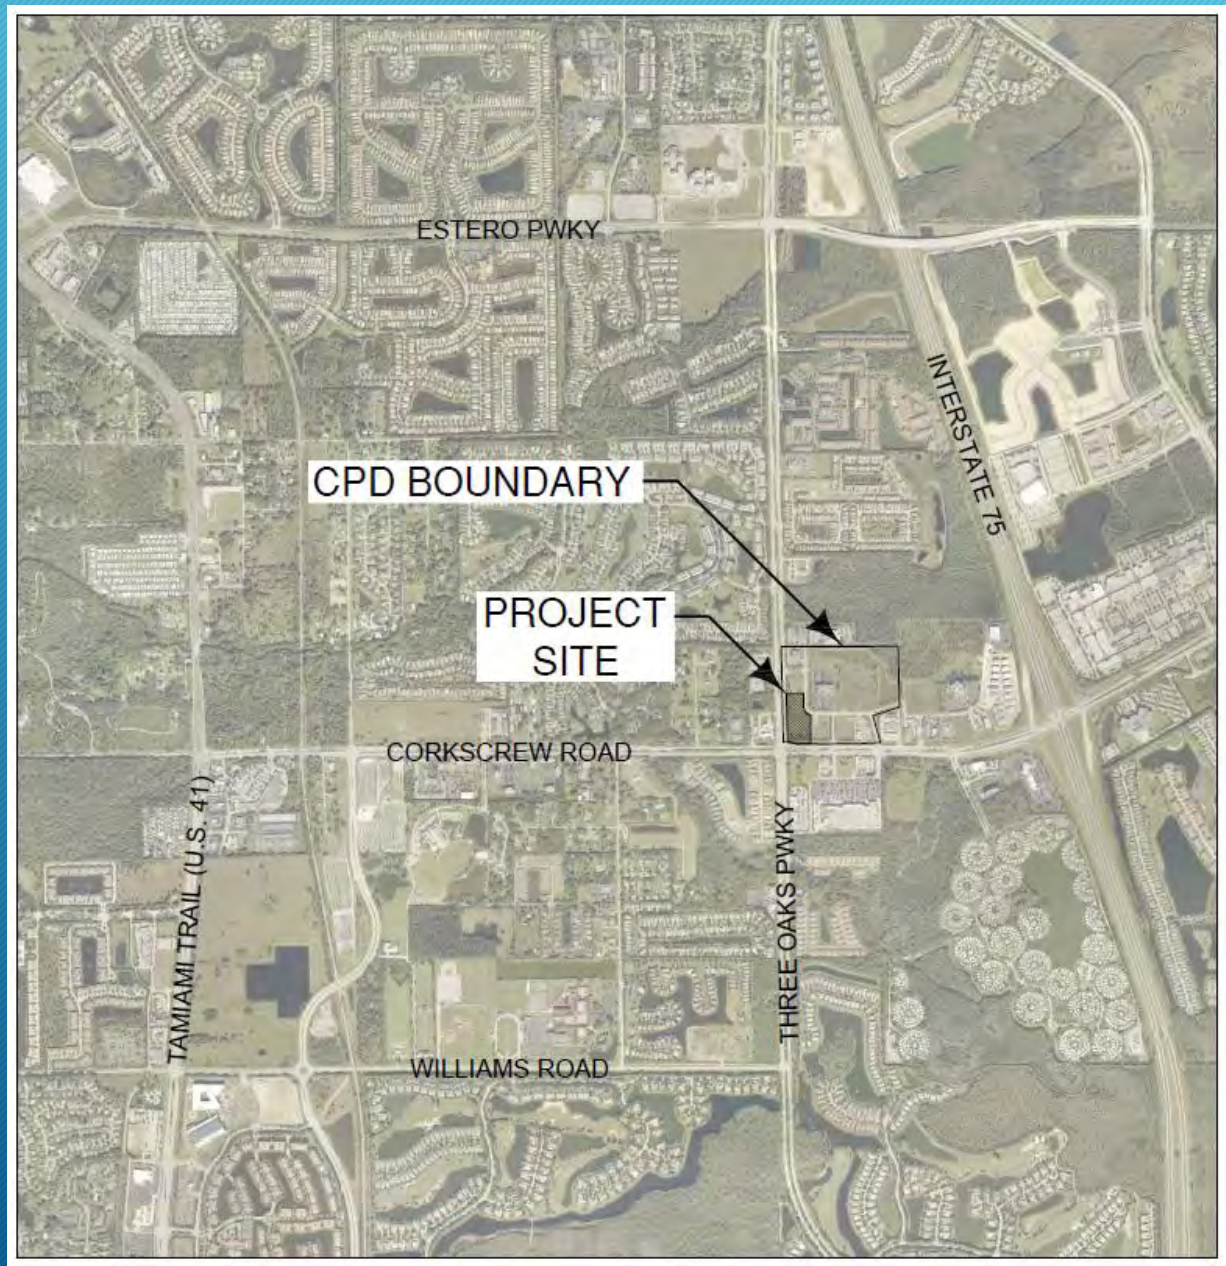 ESTERO PWKY
INTERSTATE 75
CPD BOUNDARY
PROJECT
SITE
CORKSCREW ROAD
TAMIAMI TRAIL (U.S. 41)
THREE OAKS PWKY
WILLIAMS ROAD